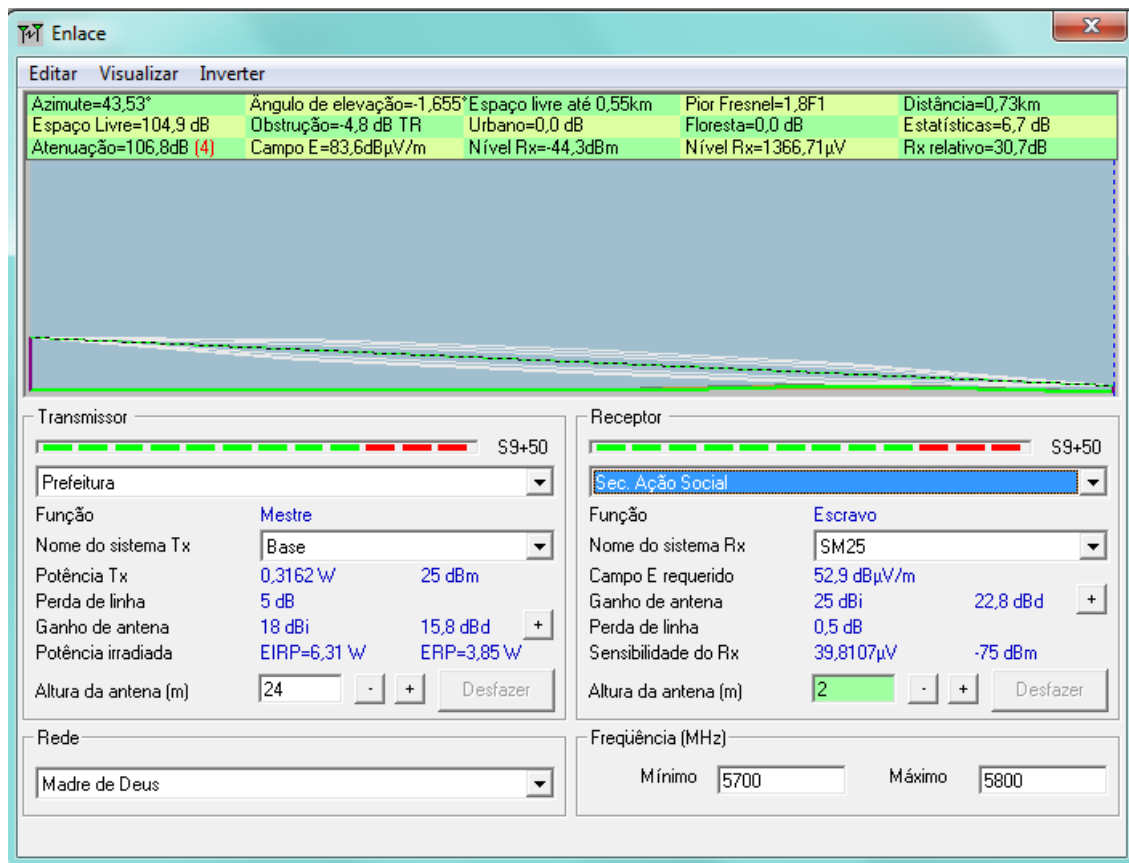 Enlace
Editar Visualizar Inverter
Azimute=43,53° Ângulo de elevação=-1,655° Espaço livre até 0,55km Pior Fresnel=1,8F1 Distância=0,73km
Espaço Livre=104,9 dB Obstrução=-4,8 dB TR Urbano=0,0 dB Floresta=0,0 dB Estatísticas=6,7 dB
Atenuação=106,8dB (4) Campo E=83,6dBµV/m Nível Rx=-44,3dBm Nível Rx=1366,71µV Rx relativo=30,7dB
Transmissor
S9+50
Prefeitura
Função Mestre
Nome do sistema Tx Base
Potência Tx 0,3162 W 25 dBm
Perda de linha 5 dB
Ganho de antena 18 dBi 15,8 dBd +
Potência irradiada EIRP=6,31 W ERP=3,85 W
Altura da antena (m) 24 - + Desfazer
Rede
Madre de Deus
Receptor
S9+50
Sec. Ação Social
Função Escravo
Nome do sistema Rx SM25
Campo E requerido 52,9 dBµV/m
Ganho de antena 25 dBi 22,8 dBd +
Perda de linha 0,5 dB
Sensibilidade do Rx 39,8107µV -75 dBm
Altura da antena (m) 2 - + Desfazer
Freqüência (MHz)
Mínimo 5700 Máximo 5800